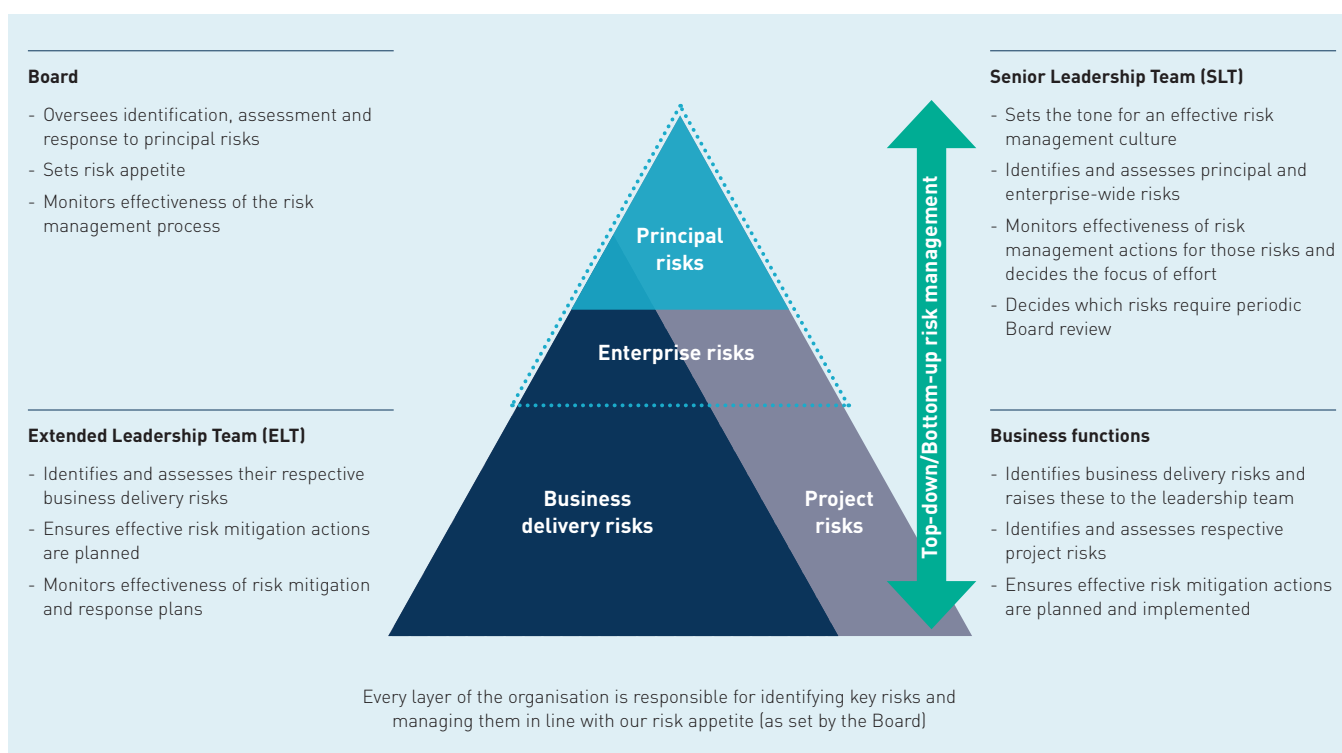 Board
- Oversees identification, assessment and
response to principal risks
- Sets risk appetite
- Monitors effectiveness of the risk
management process
Senior Leadership Team (SLT)
- Sets the tone for an effective risk
management culture
- Identifies and assesses principal and
enterprise-wide risks
- Monitors effectiveness of risk
management actions for those risks and
decides the focus of effort
- Decides which risks require periodic
Board review
Principal
risks
Enterprise risks
Business
delivery risks
Project
risks
Top-down/Bottom-up risk management
Extended Leadership Team (ELT)
- Identifies and assesses their respective
business delivery risks
- Ensures effective risk mitigation actions
are planned
- Monitors effectiveness of risk mitigation
and response plans
Business functions
- Identifies business delivery risks and
raises these to the leadership team
- Identifies and assesses respective
project risks
- Ensures effective risk mitigation actions
are planned and implemented
Every layer of the organisation is responsible for identifying key risks and
managing them in line with our risk appetite (as set by the Board)